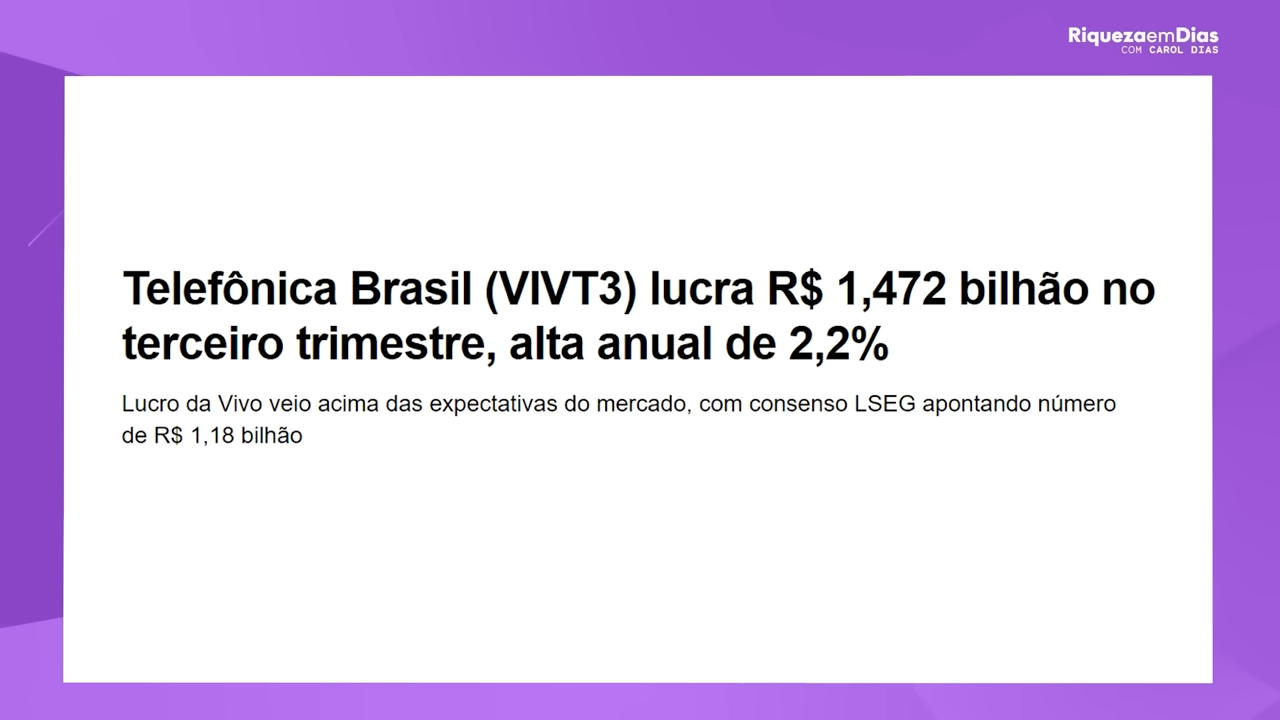 RiquezaemDias
COM CAROL DIAS
Telefônica Brasil (VIVT3) lucra R$ 1,472 bilhão no
terceiro trimestre, alta anual de 2,2%
Lucro da Vivo veio acima das expectativas do mercado, com consenso LSEG apontando número
de R$ 1,18 bilhão